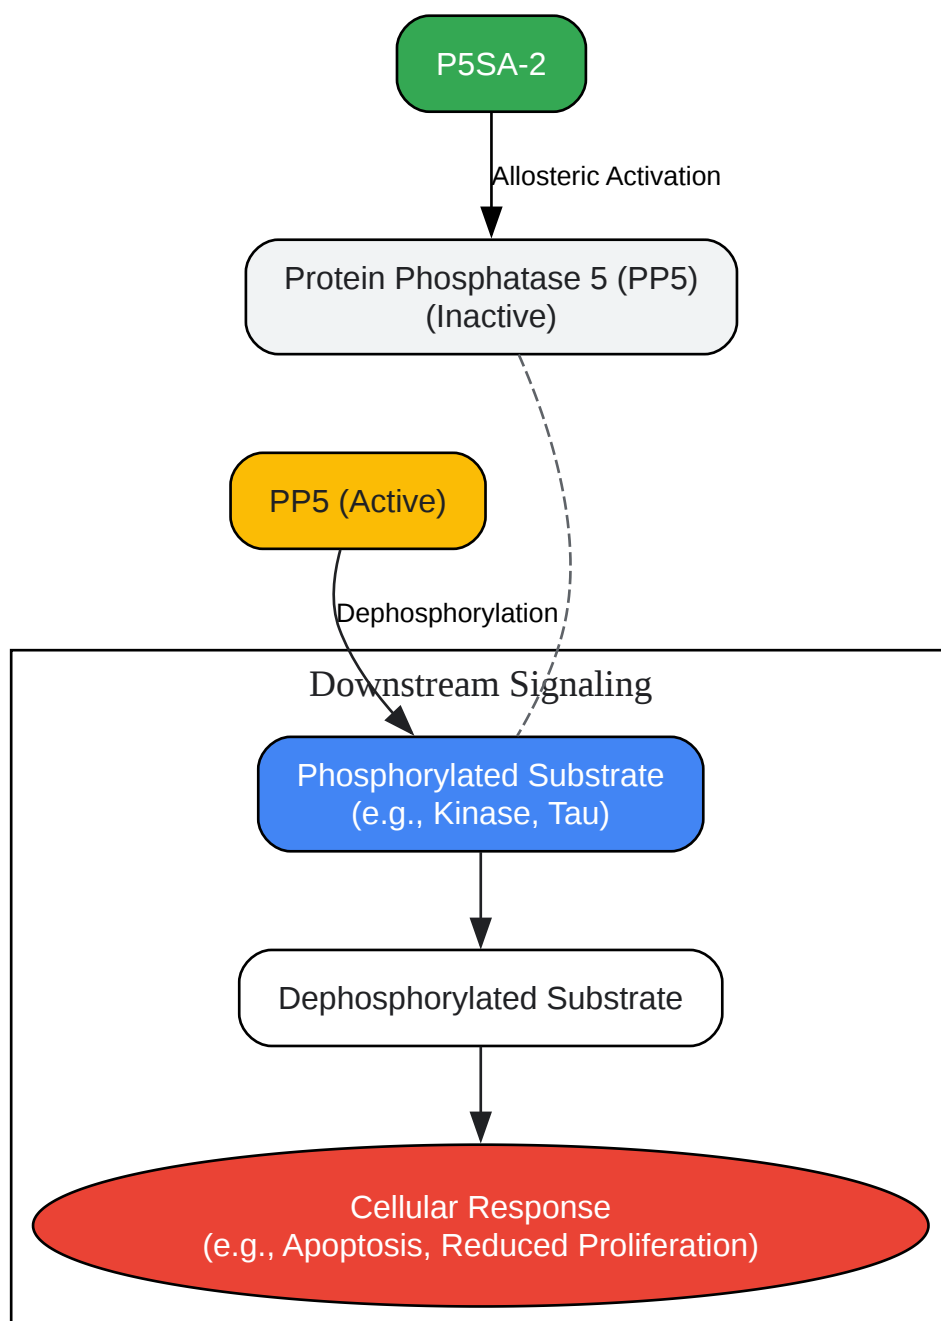 P5SA-2
Allosteric Activation
Protein Phosphatase 5 (PP5)
(Inactive)
PP5 (Active)
Dephosphorylation
Downstream Signaling
Phosphorylated Substrate
(e.g., Kinase, Tau)
Dephosphorylated Substrate
Cellular Response
(e.g., Apoptosis, Reduced Proliferation)